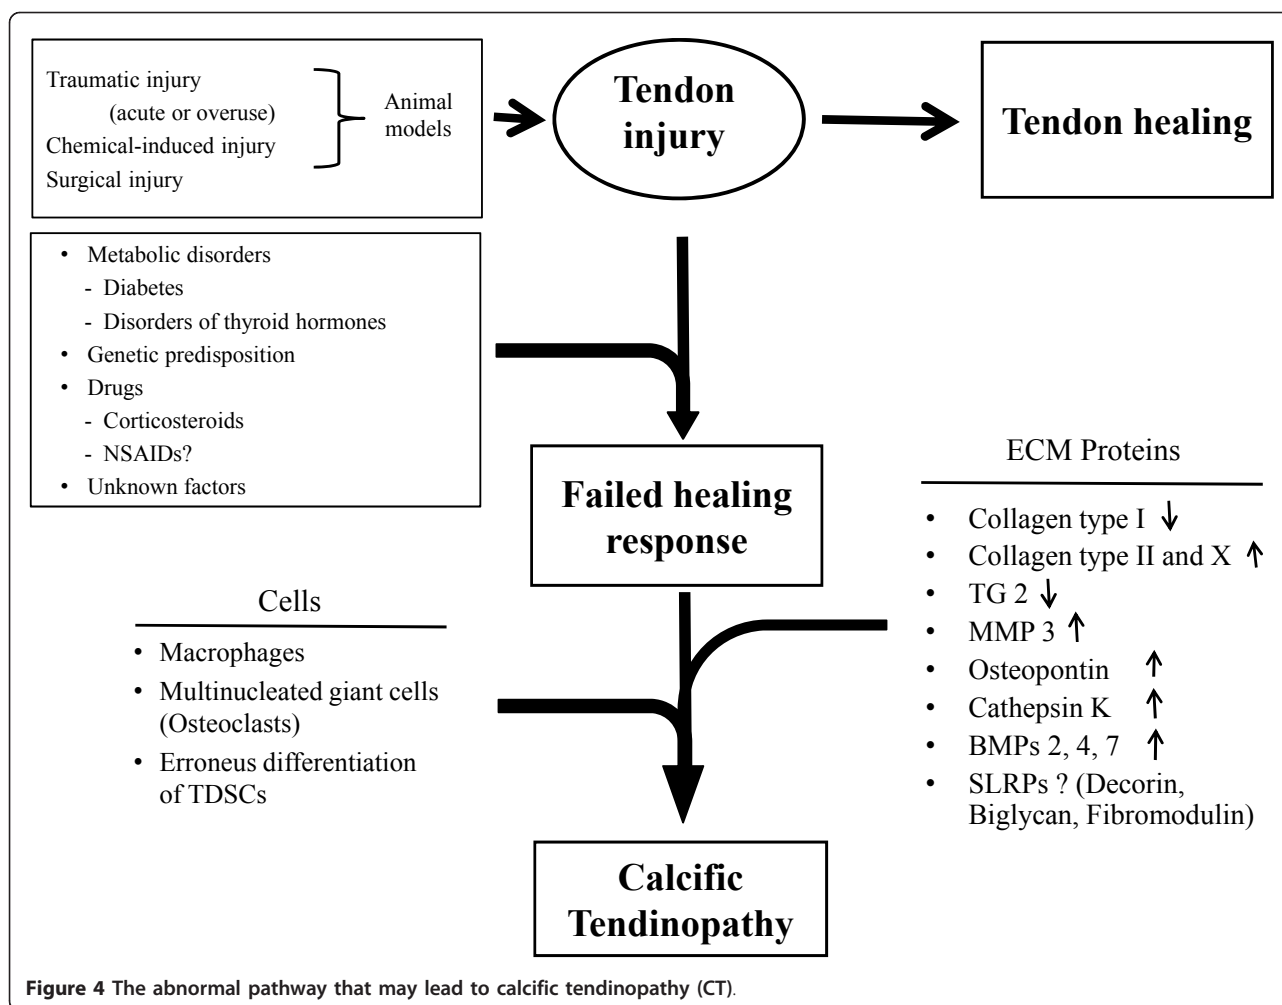 Traumatic injury
(acute or overuse)
Chemical-induced injury
Surgical injury
Animal
models
Tendon
injury
Tendon healing
• Metabolic disorders
- Diabetes
- Disorders of thyroid hormones
• Genetic predisposition
• Drugs
- Corticosteroids
- NSAIDs?
• Unknown factors
Failed healing
response
ECM Proteins
• Collagen type I ↓
• Collagen type II and X ↑
• TG 2 ↓
• MMP 3 ↑
• Osteopontin ↑
• Cathepsin K ↑
• BMPs 2, 4, 7 ↑
• SLRPs ? (Decorin,
Biglycan, Fibromodulin)
Cells
• Macrophages
• Multinucleated giant cells
(Osteoclasts)
• Erroneus differentiation
of TDSCs
Calcific
Tendinopathy
Figure 4 The abnormal pathway that may lead to calcific tendinopathy (CT).